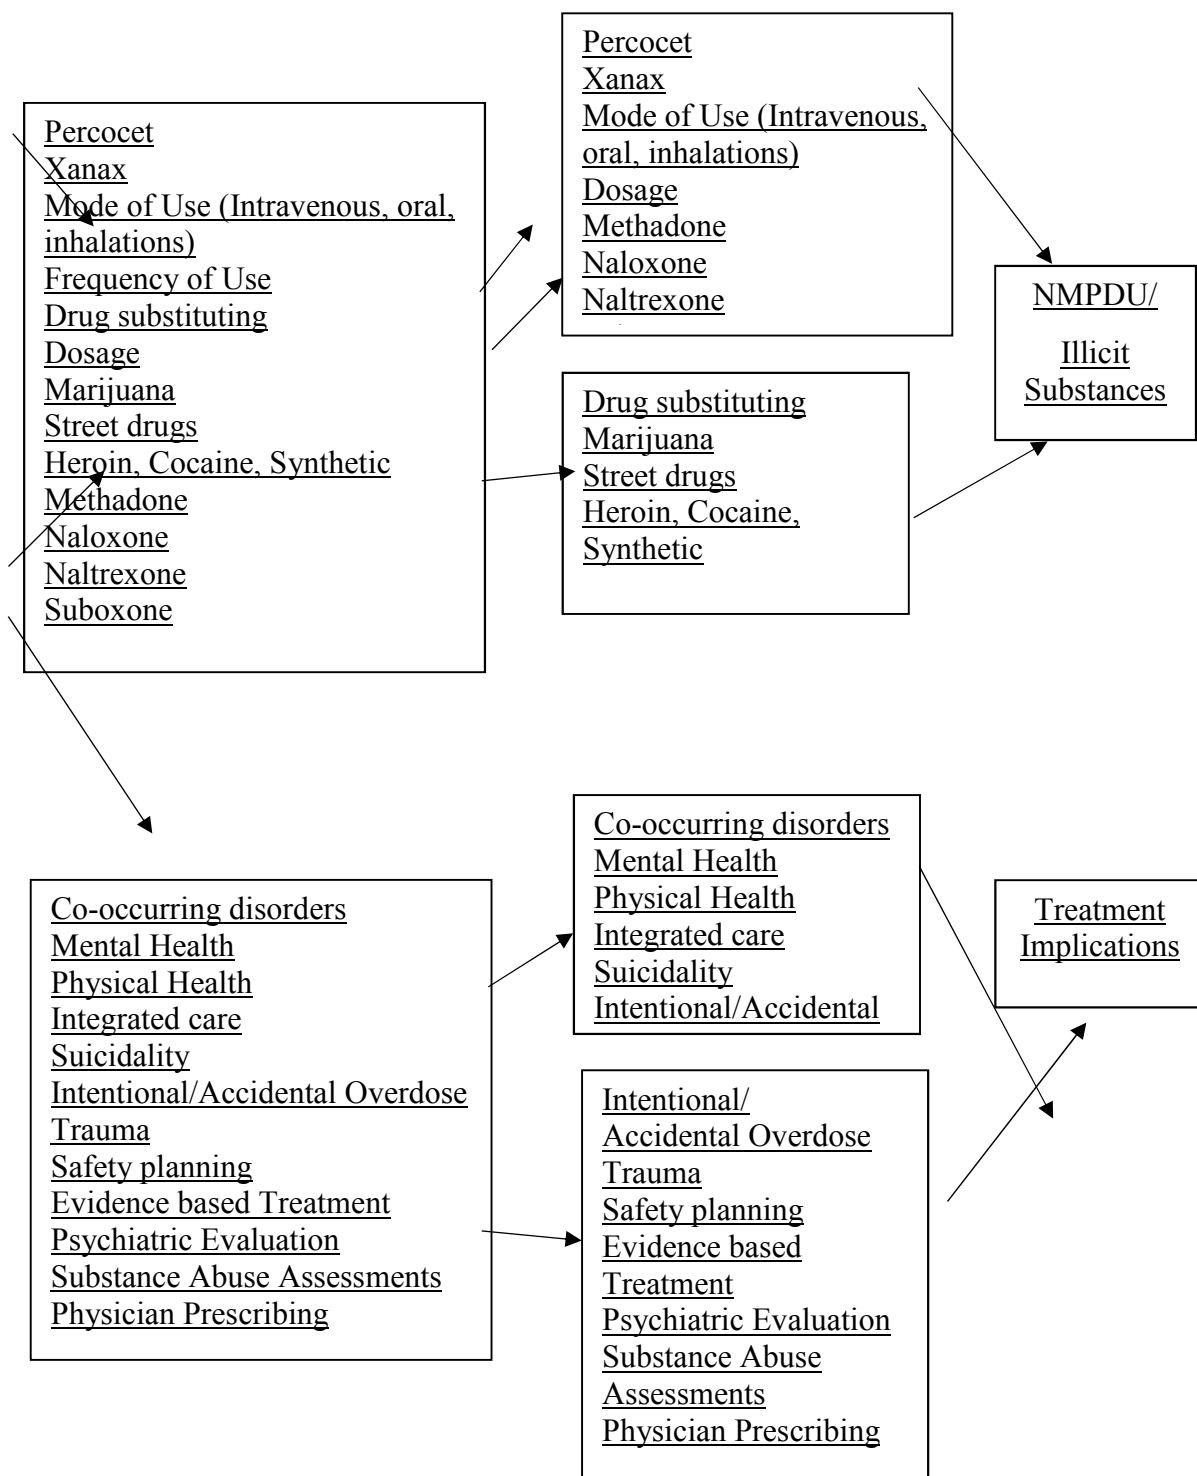 Percocet
Xanax
Mode of Use (Intravenous, oral,
inhalations)
Frequency of Use
Drug substituting
Dosage
Marijuana
Street drugs
Heroin, Cocaine, Synthetic
Methadone
Naloxone
Naltrexone
Suboxone
Percocet
Xanax
Mode of Use (Intravenous,
oral, inhalations)
Dosage
Methadone
Naloxone
Naltrexone
Drug substituting
Marijuana
Street drugs
Heroin, Cocaine,
Synthetic
NMPDU/
Illicit
Substances
Co-occurring disorders
Mental Health
Physical Health
Integrated care
Suicidality
Intentional/Accidental Overdose
Trauma
Safety planning
Evidence based Treatment
Psychiatric Evaluation
Substance Abuse Assessments
Physician Prescribing
Co-occurring disorders
Mental Health
Physical Health
Integrated care
Suicidality
Intentional/Accidental
Intentional/
Accidental Overdose
Trauma
Safety planning
Evidence based
Treatment
Psychiatric Evaluation
Substance Abuse
Assessments
Physician Prescribing
Treatment
Implications